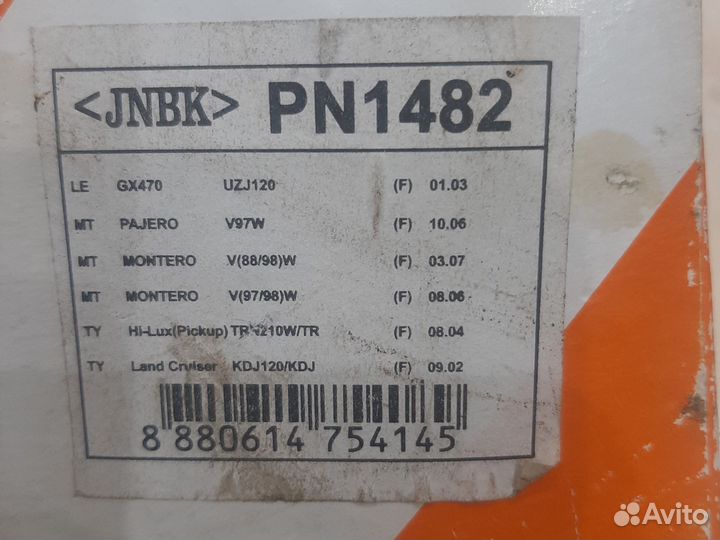 <JNBK> PN1482
LE GX470 UZJ120 (F) 01.03
MT PAJERO V97W (F) 10.06
MT MONTERO V(88/98)W (F) 03.07
MT MONTERO V(97/98)W (F) 08.06
TY Hi-Lux(Pickup) TRN210W/TR (F) 08.04
TY Land Cruiser KDJ120/KDJ (F) 09.02
8 880614 754145
Avito